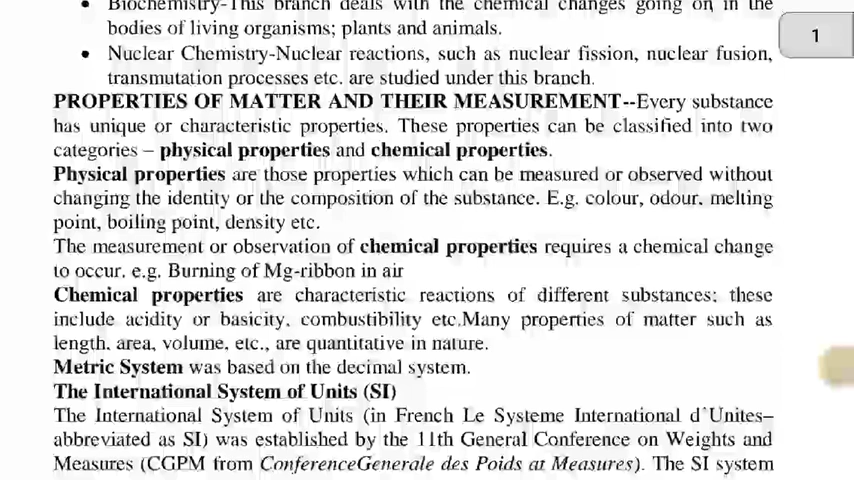 • Biochemistry-This branch deals with the chemical changes going on in the
bodies of living organisms; plants and animals.
• Nuclear Chemistry-Nuclear reactions, such as nuclear fission, nuclear fusion,
transmutation processes etc. are studied under this branch.
1
PROPERTIES OF MATTER AND THEIR MEASUREMENT--Every substance
has unique or characteristic properties. These properties can be classified into two
categories – physical properties and chemical properties.
Physical properties are those properties which can be measured or observed without
changing the identity or the composition of the substance. E.g. colour, odour, melting
point, boiling point, density etc.
The measurement or observation of chemical properties requires a chemical change
to occur. e.g. Burning of Mg-ribbon in air
Chemical properties are characteristic reactions of different substances; these
include acidity or basicity, combustibility etc.Many properties of matter such as
length, area, volume, etc., are quantitative in nature.
Metric System was based on the decimal system.
The International System of Units (SI)
The International System of Units (in French Le Systeme International d'Unites–
abbreviated as SI) was established by the 11th General Conference on Weights and
Measures (CGPM from ConferenceGenerale des Poids at Measures). The SI system